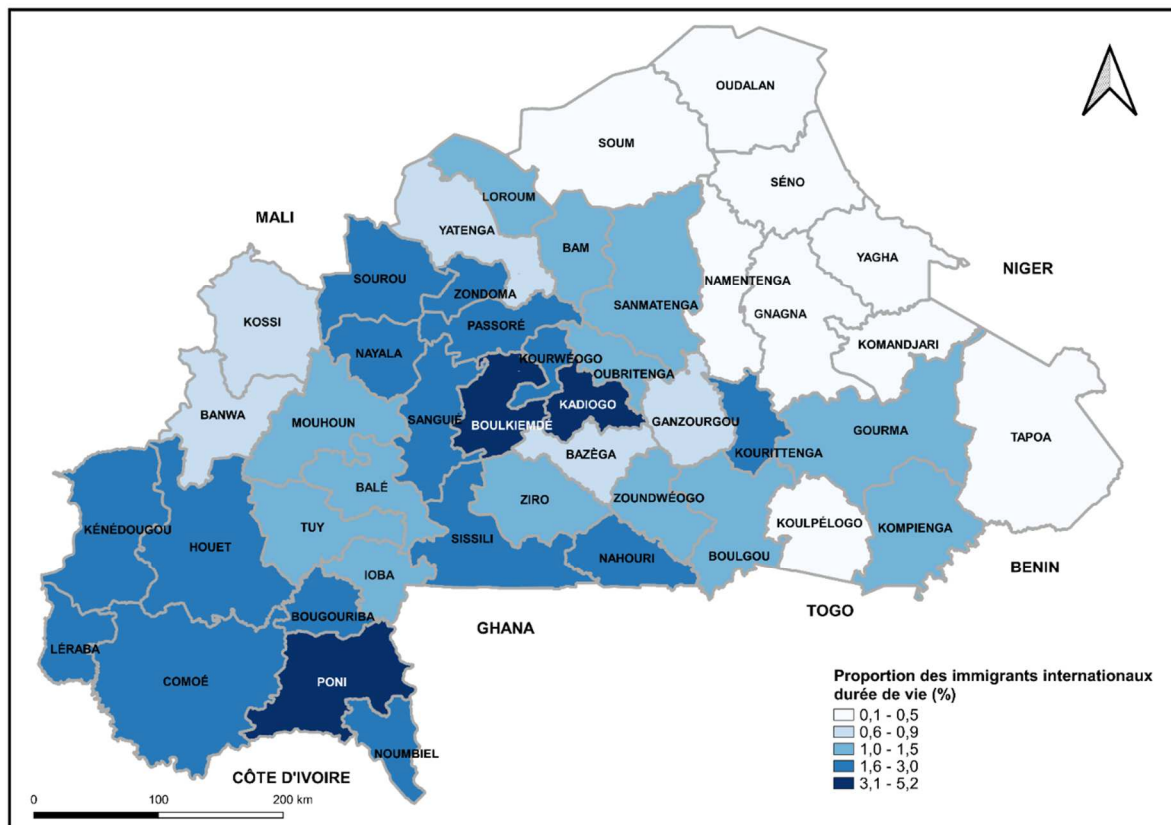 OUDALAN
SOUM
SÉNO
LOROUM
MALI
YATENGA
BAM
YAGHA
NIGER
SOUROU
NAMENTENGA
ZONDOMA
SANMATENGA
GNAGNA
KOSSI
PASSORÉ
KOMANDJARI
NAYALA
KOURWÉOGO
OUBRITENGA
BANWA
KADIOGO
MOUHOUN
SANGUIÉ
BOULKIEMDÉ
GANZOURGOU
GOURMA
TAPOA
BAZÈGA
KOURITTENGA
BALÉ
ZIRO
ZOUNDWÉOGO
KÉNÉDOUGOU
TUY
KOULPÉLOGO
KOMPIENGA
HOUET
SISSILI
NAHOURI
BOULGOU
IOBA
BENIN
BOUGOURIBA
TOGO
GHANA
LÉRABA
COMOÉ
PONI
NOUMBIEL
CÔTE D'IVOIRE
Proportion des immigrants internationaux
durée de vie (%)
0,1 - 0,5
0,6 - 0,9
1,0 - 1,5
1,6 - 3,0
3,1 - 5,2
0 100 200 km